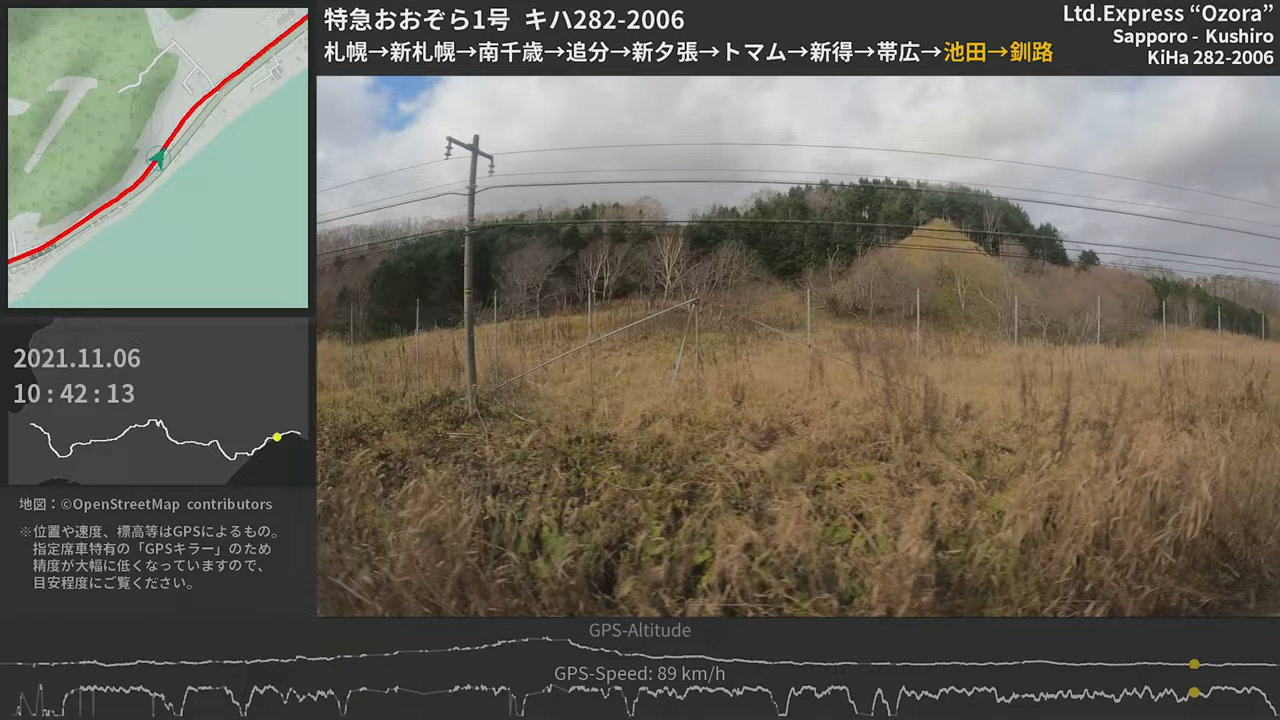 特急おおぞら1号 キハ282-2006
札幌→新札幌→南千歳→追分→新夕張→トマム→新得→帯広→池田→釧路
Ltd.Express “Ozora”
Sapporo - Kushiro
KiHa 282-2006
2021.11.06
10 : 42 : 13
地図：©OpenStreetMap contributors
※位置や速度、標高等はGPSによるもの。
指定席車特有の「GPSキラー」のため
精度が大幅に低くなっていますので、
目安程度にご覧ください。
GPS-Altitude
GPS-Speed: 89 km/h